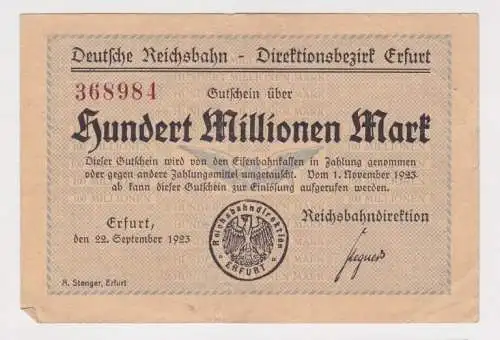 Deutsche Reichsbahn - Direktionsbezirk Erfurt
368984
Gutschein über
Hundert Millionen Mark
Dieser Gutschein wird von den Eisenbahnkassen in Zahlung genommen
oder gegen andere Zahlungsmittel umgetauscht. Vom 1. November 1923
ab kann dieser Gutschein zur Einlösung aufgerufen werden.
Erfurt,
den 22. September 1923
Reichsbahndirektion
Reichsbahndirektion
* ERFURT *
A. Stenger, Erfurt